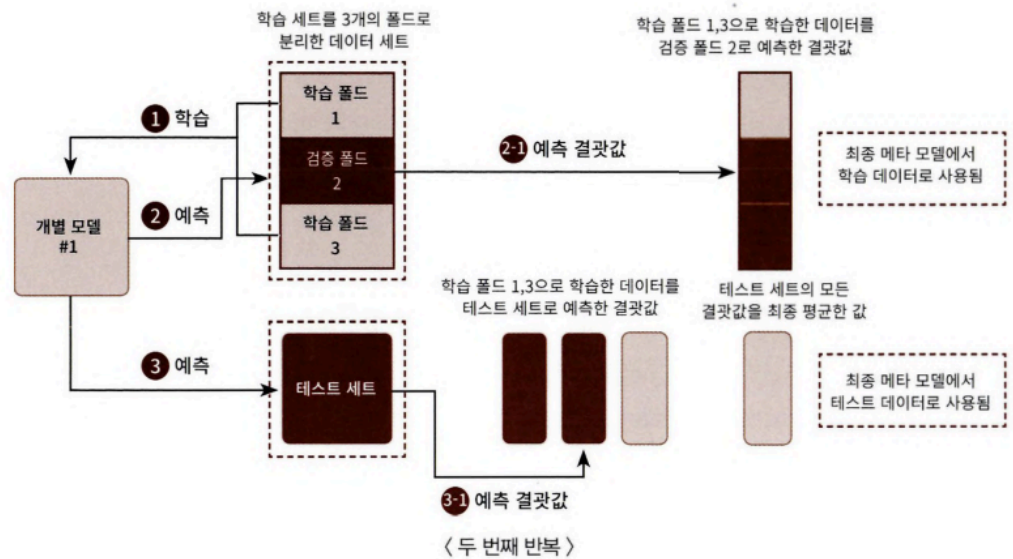 학습 세트를 3개의 폴드로
분리한 데이터 세트
학습 폴드 1,3으로 학습한 데이터를
검증 폴드 2로 예측한 결괏값
1 학습
학습 폴드
1
검증 폴드
2
학습 폴드
3
2-1 예측 결괏값
최종 메타 모델에서
학습 데이터로 사용됨
개별 모델
#1
2 예측
학습 폴드 1,3으로 학습한 데이터를
테스트 세트로 예측한 결괏값
테스트 세트의 모든
결괏값을 최종 평균한 값
3 예측
테스트 세트
최종 메타 모델에서
테스트 데이터로 사용됨
3-1 예측 결괏값
〈 두 번째 반복 〉